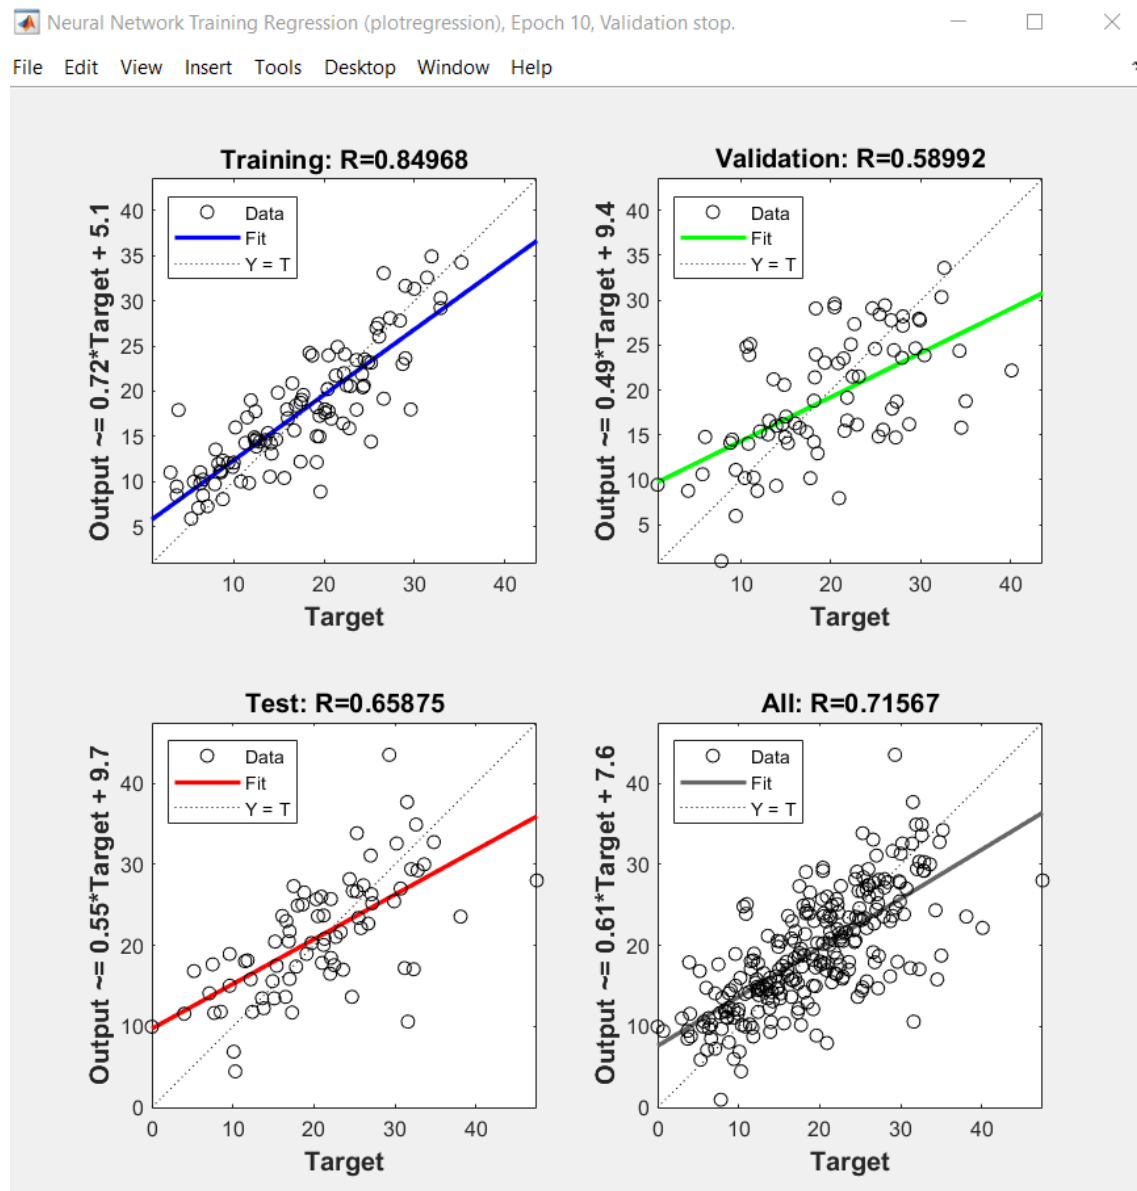 Neural Network Training Regression (plotregression), Epoch 10, Validation stop.
File Edit View Insert Tools Desktop Window Help
Training: R=0.84968
Output ~= 0.72*Target + 5.1
Data
Fit
Y = T
40
35
30
25
20
15
10
5
10 20 30 40
Target
Validation: R=0.58992
Output ~= 0.49*Target + 9.4
Data
Fit
Y = T
40
35
30
25
20
15
10
5
10 20 30 40
Target
Test: R=0.65875
Output ~= 0.55*Target + 9.7
Data
Fit
Y = T
40
30
20
10
0
0 10 20 30 40
Target
All: R=0.71567
Output ~= 0.61*Target + 7.6
Data
Fit
Y = T
40
30
20
10
0
0 10 20 30 40
Target